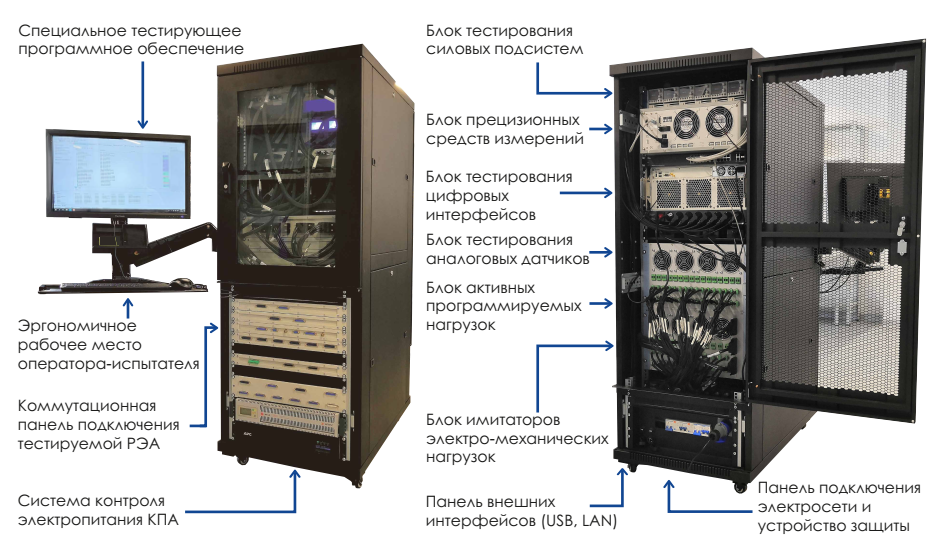 Специальное тестирующее
программное обеспечение
Эргономичное
рабочее место
оператора-испытателя
Коммутационная
панель подключения
тестируемой РЭА
Система контроля
электропитания КПА
Блок тестирования
силовых подсистем
Блок прецизионных
средств измерений
Блок тестирования
цифровых
интерфейсов
Блок тестирования
аналоговых датчиков
Блок активных
программируемых
нагрузок
Блок имитаторов
электро-механических
нагрузок
Панель внешних
интерфейсов (USB, LAN)
Панель подключения
электросети и
устройство защиты